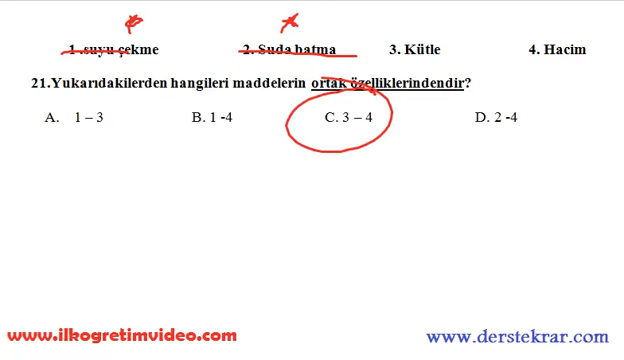 1 .suyu çekme 2. Suda batma 3. Kütle 4. Hacim
21.Yukarıdakilerden hangileri maddelerin ortak özelliklerindendir?
A. 1 – 3 B. 1 -4 C. 3 – 4 D. 2 -4
www.ilkogretimvideo.com www.derstekrar.com